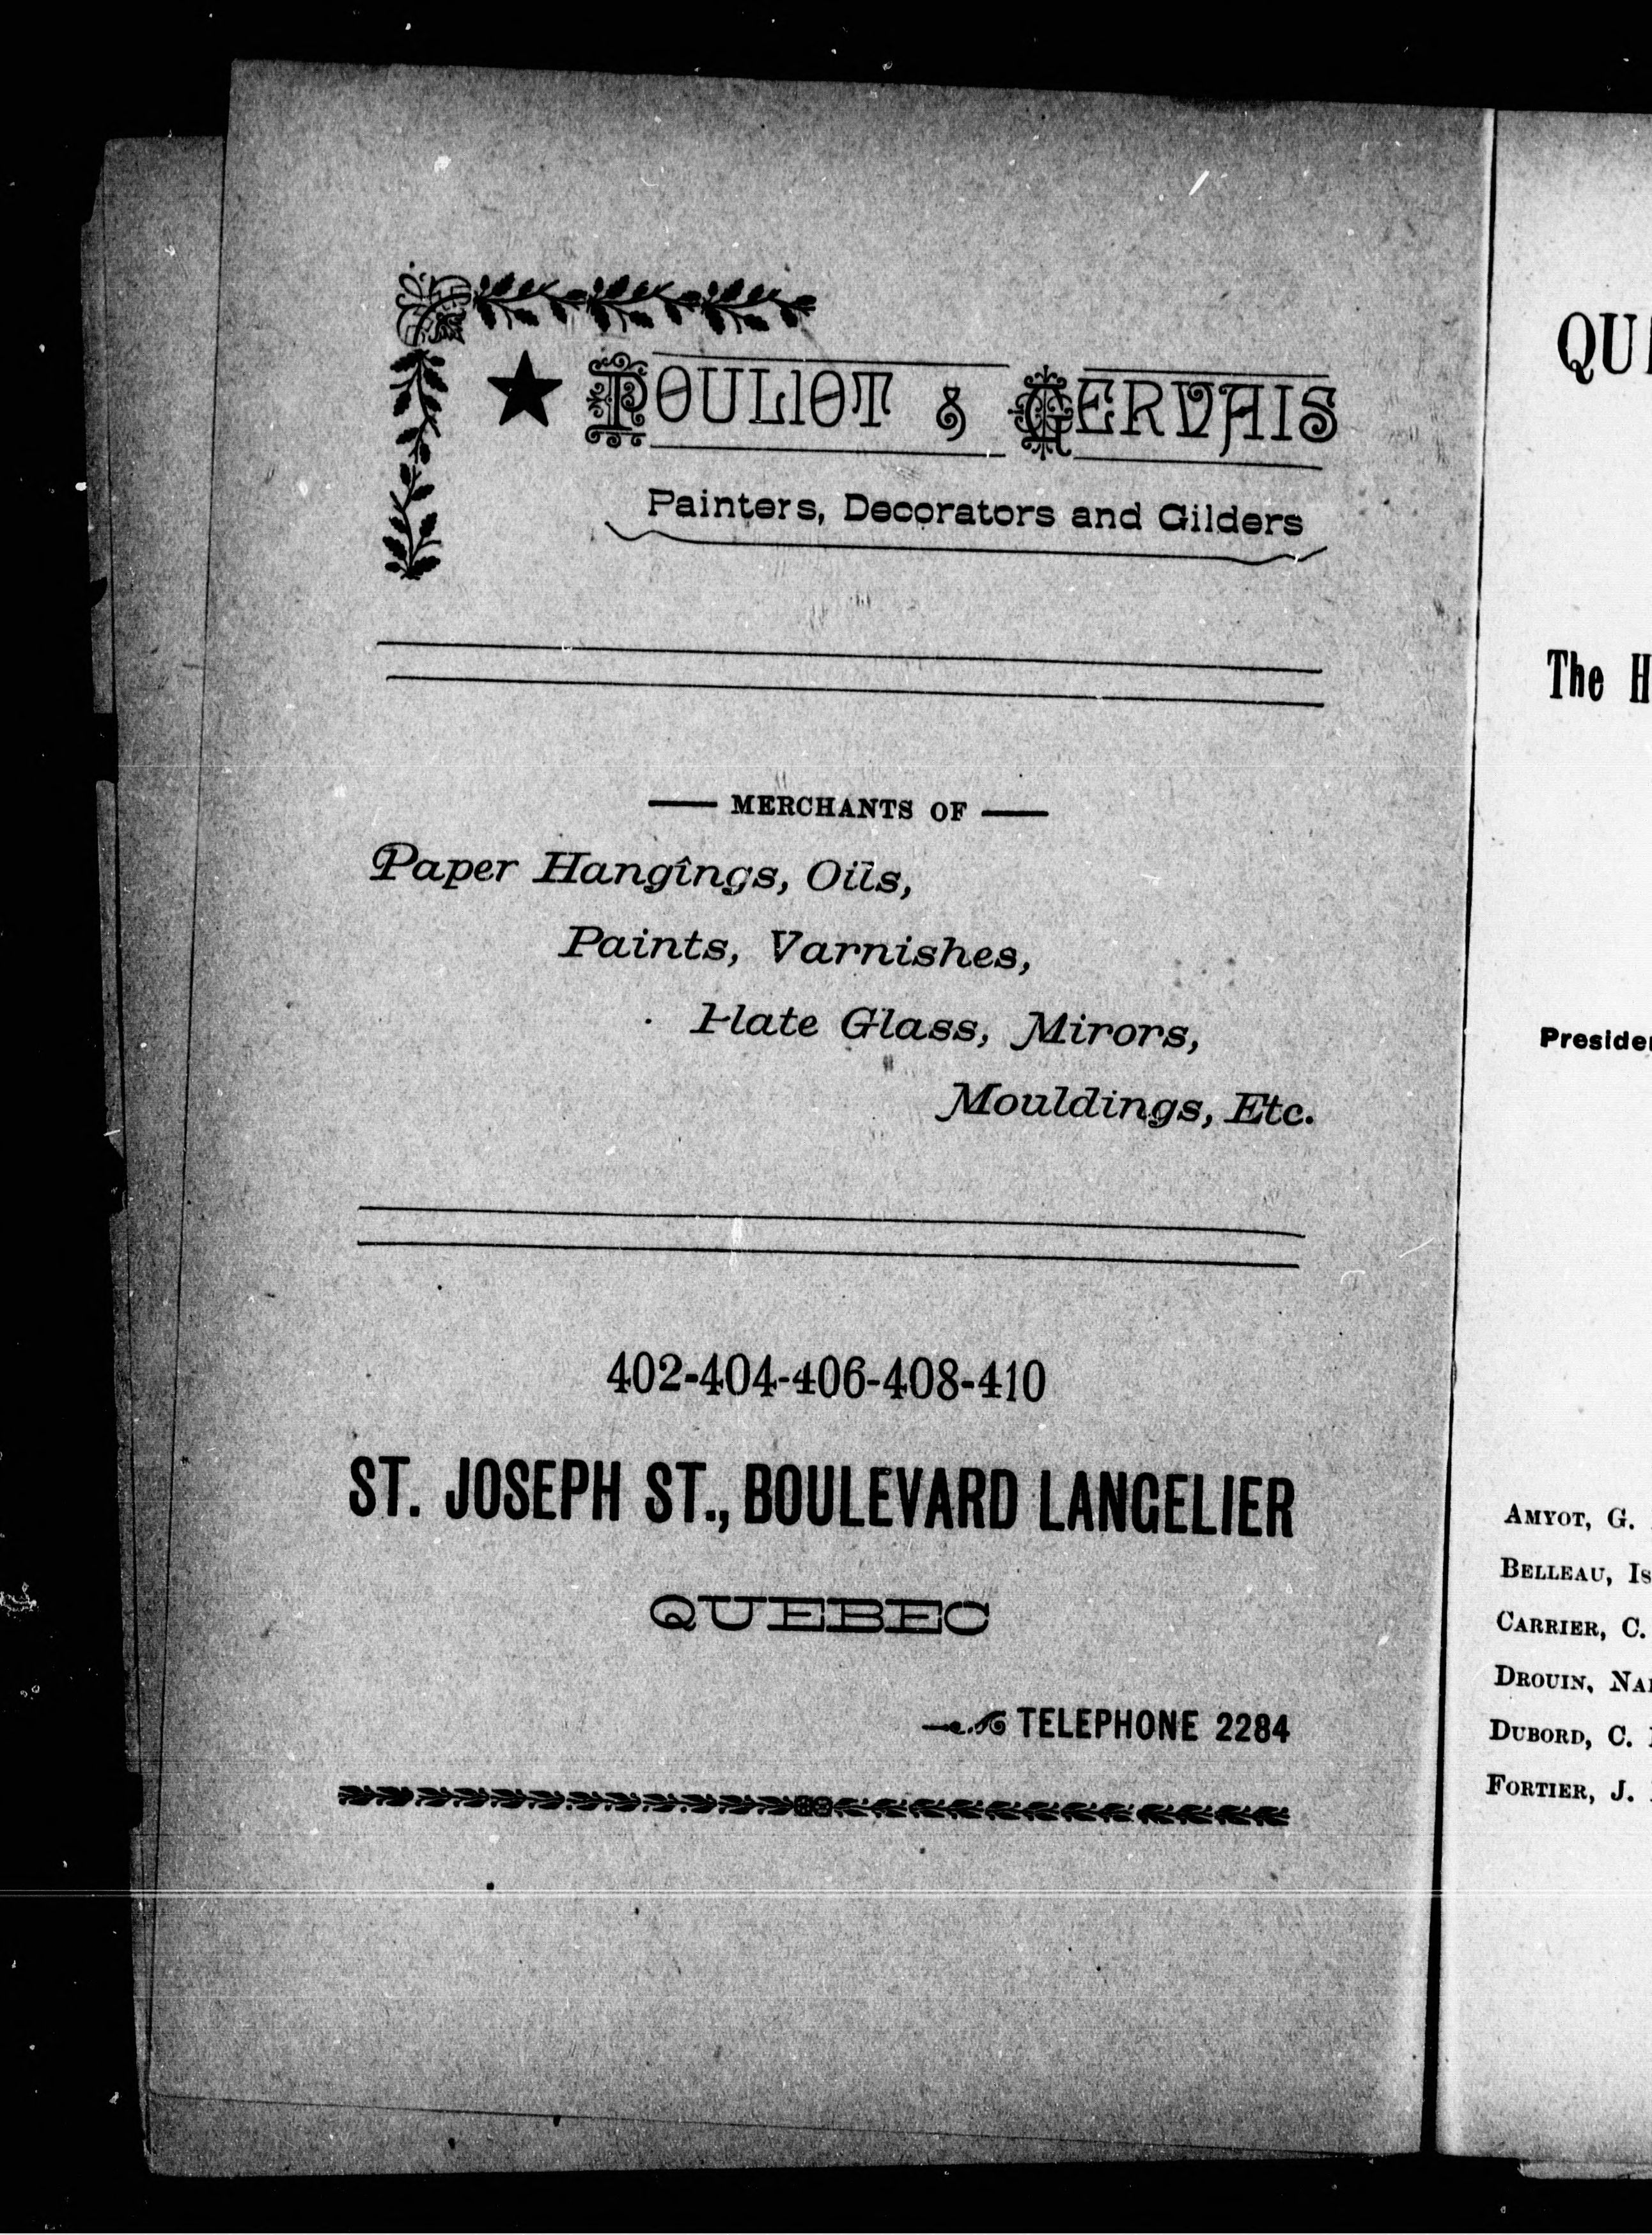 POULIOT & GERVAIS
Painters, Decorators and Gilders
MERCHANTS OF
Paper Hangings, Oils,
Paints, Varnishes,
Plate Glass, Mirors,
Mouldings, Etc.
402-404-406-408-410
ST. JOSEPH ST., BOULEVARD LANGELIER
QUEBEC
TELEPHONE 2284
The
AMYOT, G.
BELLEAU,
CARRIER, C.
DROUIN,
DUBORD, C.
FORTIER, J.